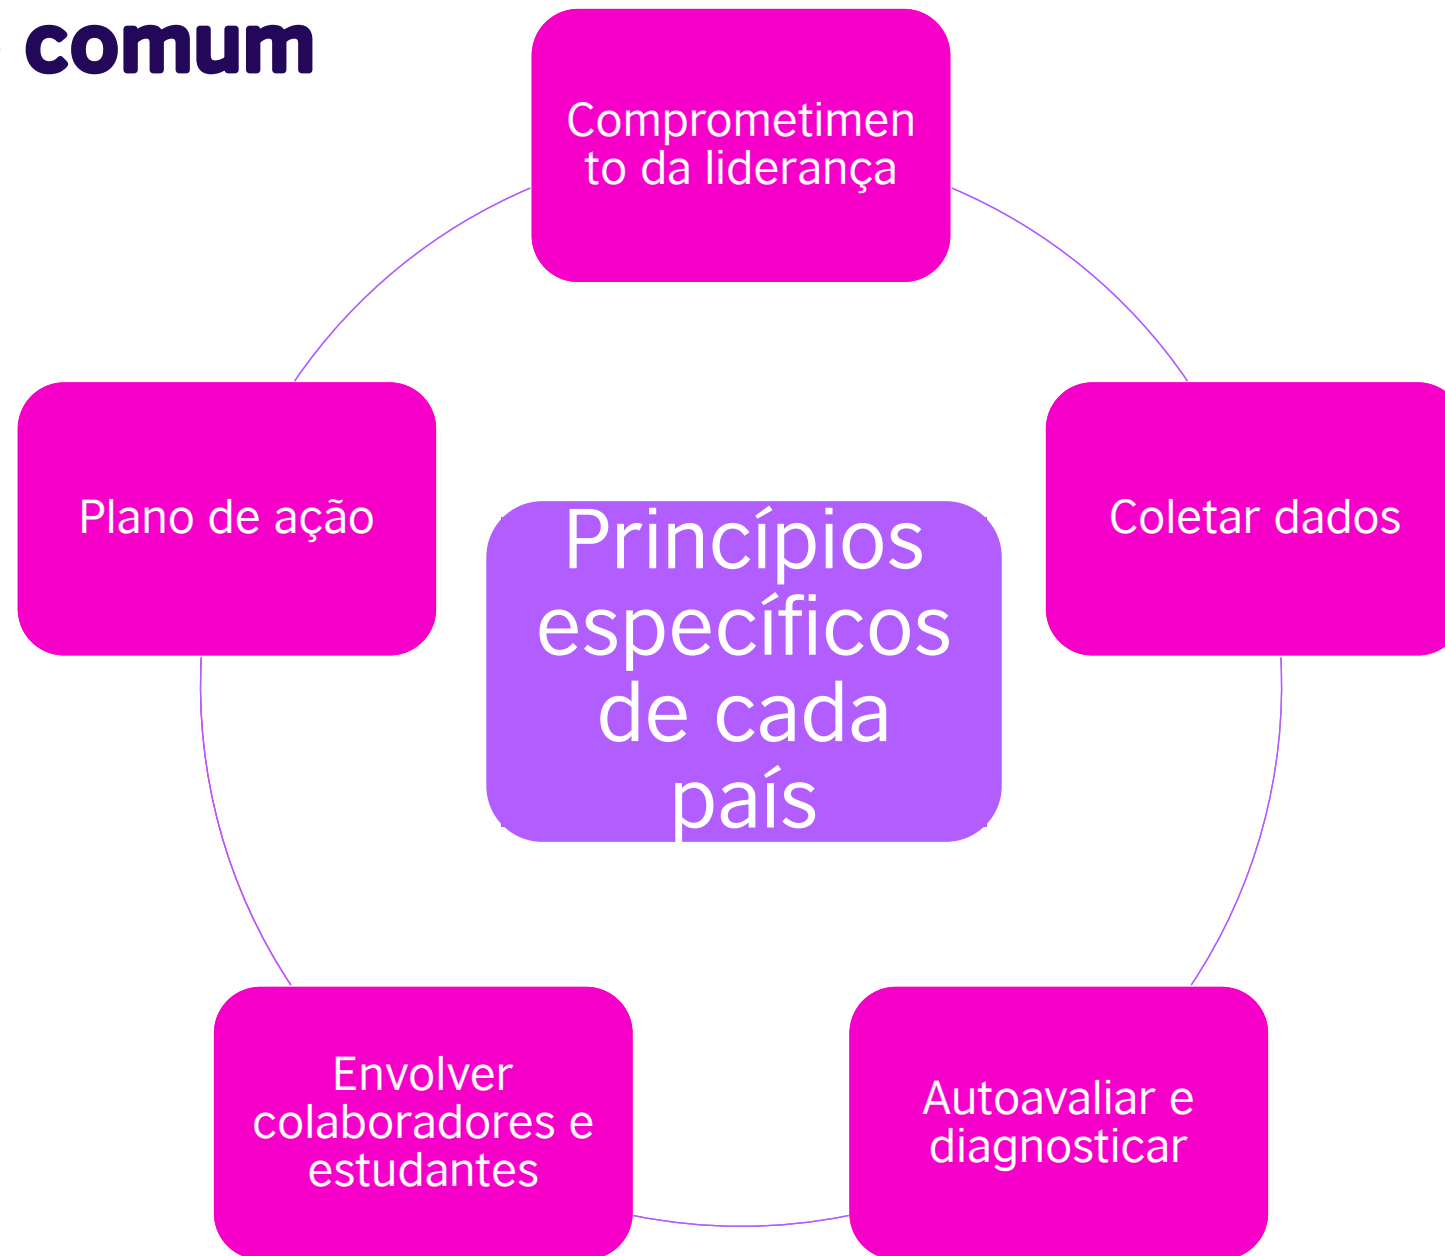 comum
Comprometimen
to da liderança
Plano de ação
Coletar dados
Princípios
específicos
de cada
país
Envolver
colaboradores e
estudantes
Autoavaliar e
diagnosticar